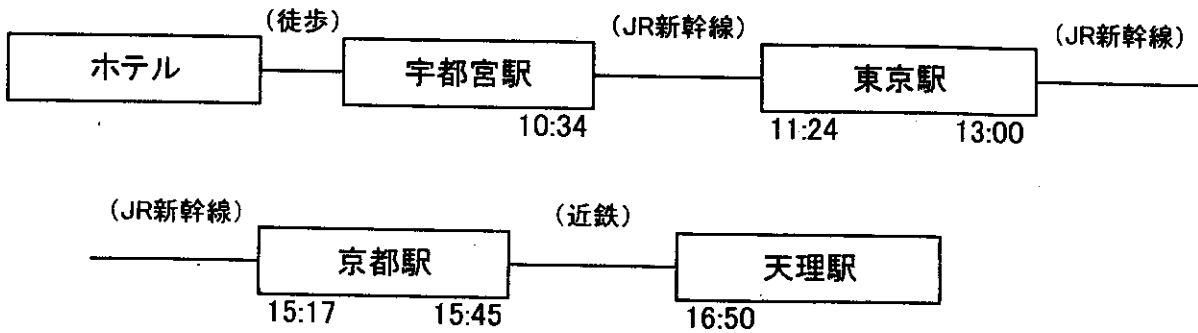 (徒歩)
(JR新幹線)
(JR新幹線)
ホテル
宇都宮駅
東京駅
10:34
11:24
13:00
(JR新幹線)
(近鉄)
京都駅
天理駅
15:17
15:45
16:50